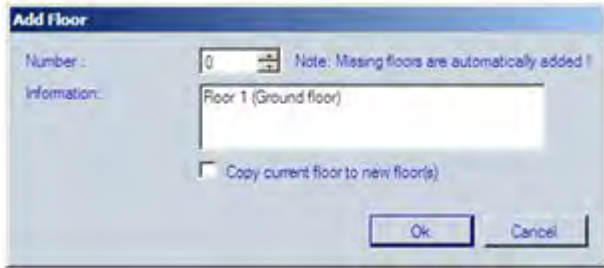 Add Floor
Number : 0 Note: Missing floors are automatically added !
Information: Floor 1 (Ground floor)
Copy current floor to new floor(s)
Ok Cancel